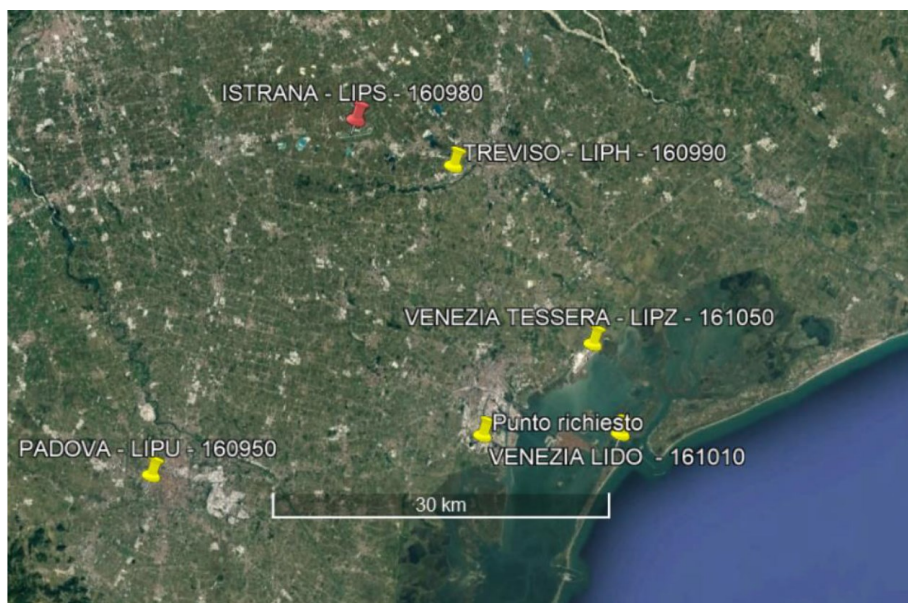 ISTRANA - LIPS - 160980
TREVISO - LIPH - 160990
VENEZIA TESSERA - LIPZ - 161050
Punto richiesto
PADOVA - LIPU - 160950
VENEZIA LIDO - 161010
30 km